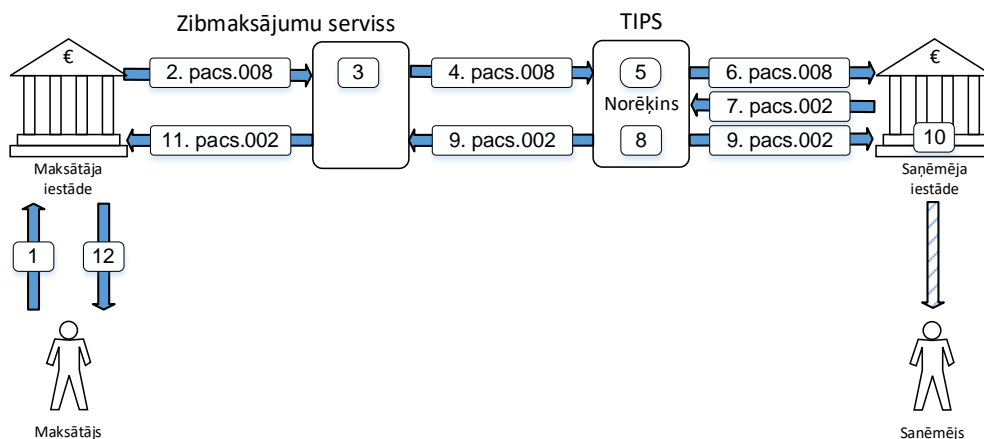 Zibmaksājumu serviss
TIPS
€
2. pacs.008
3
4. pacs.008
5
6. pacs.008
€
Norēķins
7. pacs.002
11. pacs.002
9. pacs.002
8
9. pacs.002
10
Maksātāja
iestāde
Saņēmēja
iestāde
1
12
Maksātājs
Saņēmējs